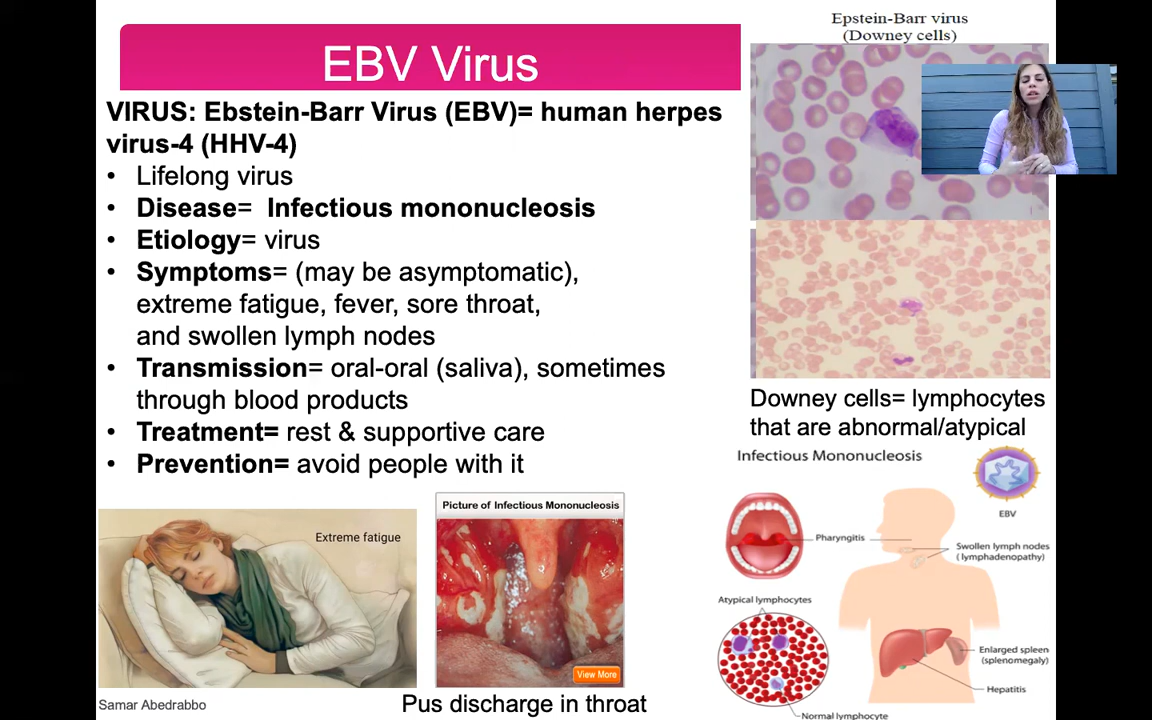 EBV Virus
VIRUS: Ebstein-Barr Virus (EBV)= human herpes
virus-4 (HHV-4)
• Lifelong virus
• Disease= Infectious mononucleosis
• Etiology= virus
• Symptoms= (may be asymptomatic),
extreme fatigue, fever, sore throat,
and swollen lymph nodes
• Transmission= oral-oral (saliva), sometimes
through blood products
• Treatment= rest & supportive care
• Prevention= avoid people with it
Epstein-Barr virus
(Downey cells)
Downey cells= lymphocytes
that are abnormal/atypical
Extreme fatigue
Samar Abedrabbo
Picture of Infectious Mononucleosis
View More
Pus discharge in throat
Infectious Mononucleosis
EBV
Pharyngitis
Swollen lymph nodes
(lymphadenopathy)
Atypical lymphocytes
Enlarged spleen
(splenomegaly)
Hepatitis
Normal lymphocyte